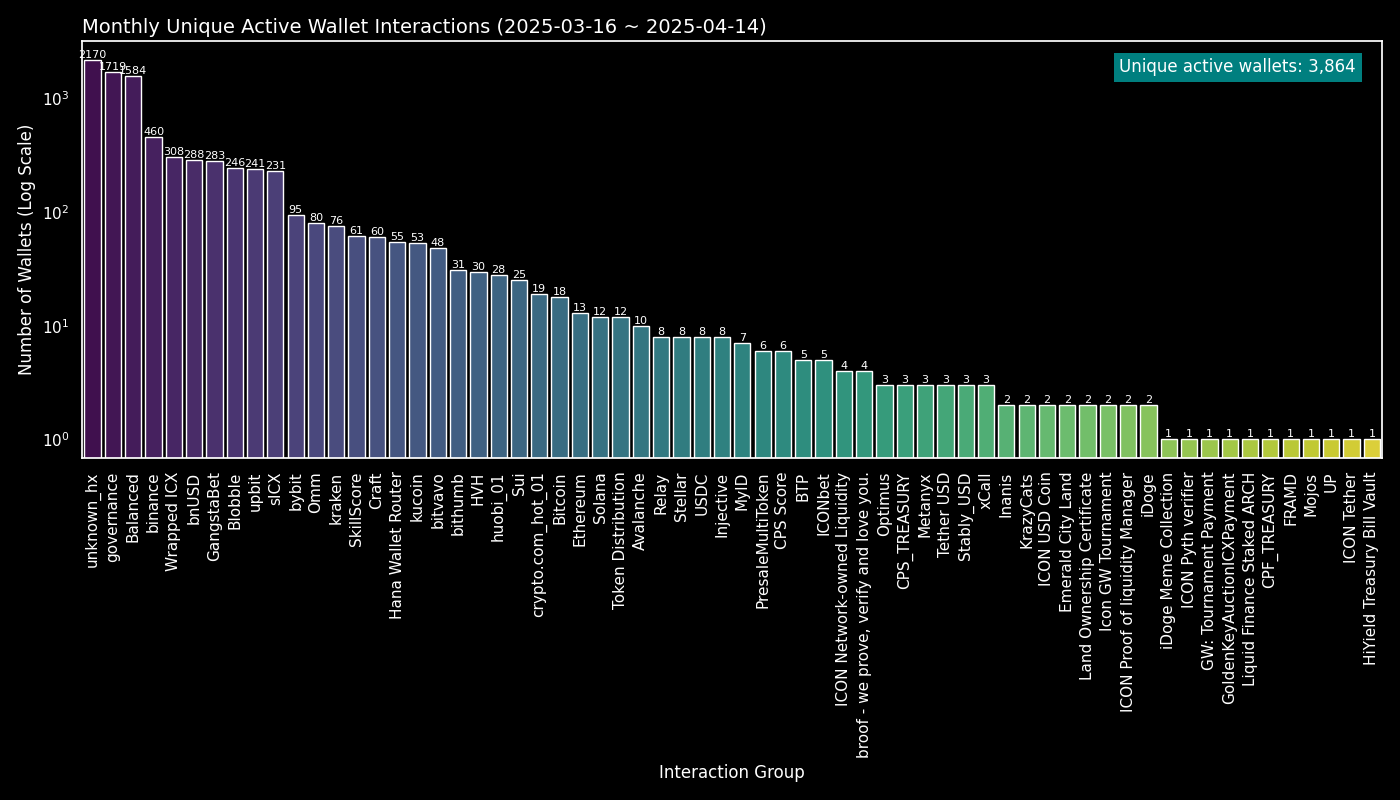 Monthly Unique Active Wallet Interactions (2025-03-16 ~ 2025-04-14)
Unique active wallets: 3,864
Number of Wallets (Log Scale)
10³
10²
10¹
10⁰
2170
1719
1584
460
308
288
283
246
241
231
95
80
76
61
60
55
53
48
31
30
28
25
19
18
13
12
12
10
8
8
8
8
7
6
6
5
5
4
4
3
3
3
3
3
3
2
2
2
2
2
2
2
2
1
1
1
1
1
1
1
1
1
1
1
unknown_hx
governance
Balanced
binance
Wrapped ICX
bnUSD
GangstaBet
Blobble
upbit
sICX
bybit
Omm
kraken
SkillScore
Craft
Hana Wallet Router
kucoin
bitvavo
bithumb
HVH
huobi_01
Sui
crypto.com_hot_01
Bitcoin
Ethereum
Solana
Token Distribution
Avalanche
Relay
Stellar
USDC
Injective
MyID
PresaleMultiToken
CPS Score
BTP
ICONbet
ICON Network-owned Liquidity
broof - we prove, verify and love you.
Optimus
CPS_TREASURY
Metanyx
Tether USD
Stably_USD
xCall
Inanis
KrazyCats
ICON USD Coin
Emerald City Land
Land Ownership Certificate
Icon GW Tournament
ICON Proof of liquidity Manager
iDoge
iDoge Meme Collection
ICON Pyth verifier
GW: Tournament Payment
GoldenKeyAuctionICXPayment
Liquid Finance Staked ARCH
CPF_TREASURY
FRAMD
Mojos
UP
ICON Tether
HiYield Treasury Bill Vault
Interaction Group